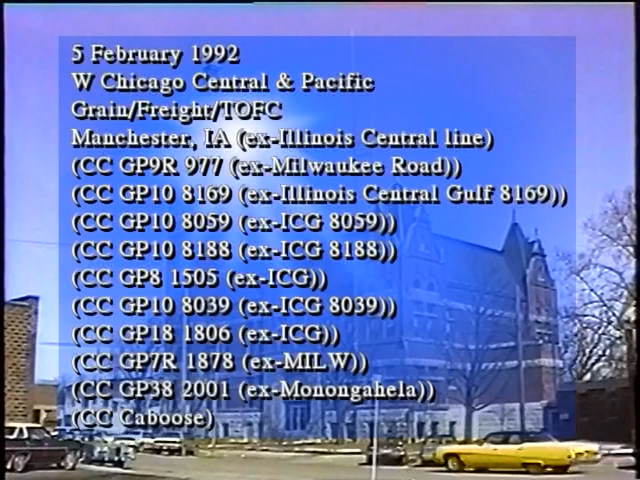 5 February 1992
W Chicago Central & Pacific
Grain/Freight/TOFC
Manchester, IA (ex-Illinois Central line)
(CC GP9R 977 (ex-Milwaukee Road))
(CC GP10 8169 (ex-Illinois Central Gulf 8169))
(CC GP10 8059 (ex-ICG 8059))
(CC GP10 8188 (ex-ICG 8188))
(CC GP8 1505 (ex-ICG))
(CC GP10 8039 (ex-ICG 8039))
(CC GP18 1806 (ex-ICG))
(CC GP7R 1878 (ex-MILW))
(CC GP38 2001 (ex-Monongahela))
(CC Caboose)